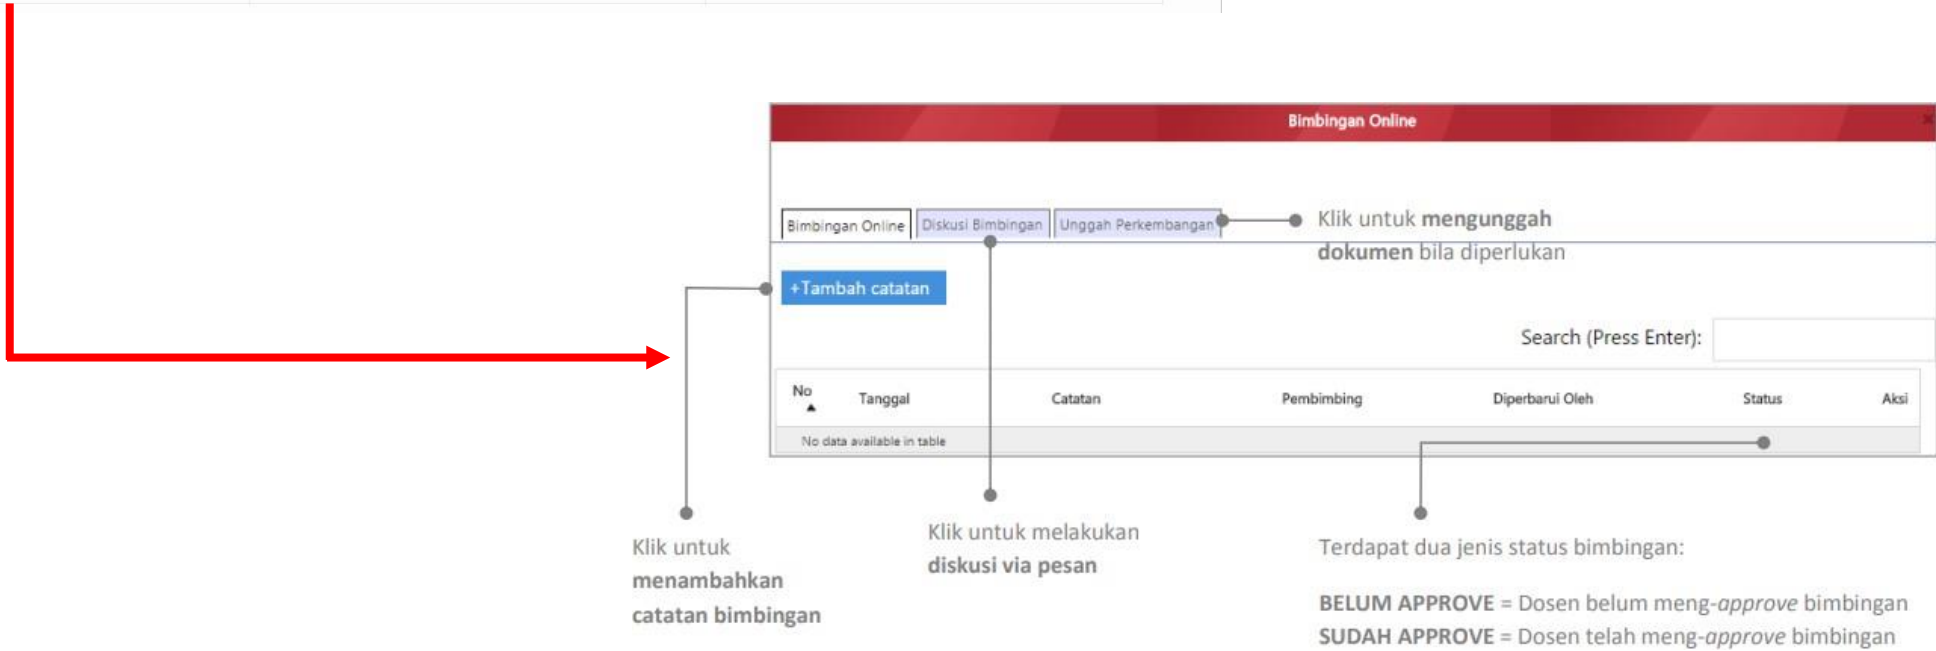 Bimbingan Online
Bimbingan Online
Diskusi Bimbingan
Unggah Perkembangan
Klik untuk mengunggah
dokumen bila diperlukan
+Tambah catatan
Search (Press Enter):
No Tanggal Catatan Pembimbing Diperbarui Oleh Status Aksi
No data available in table
Klik untuk
menambahkan
catatan bimbingan
Klik untuk melakukan
diskusi via pesan
Terdapat dua jenis status bimbingan:
BELUM APPROVE = Dosen belum meng-approve bimbingan
SUDAH APPROVE = Dosen telah meng-approve bimbingan